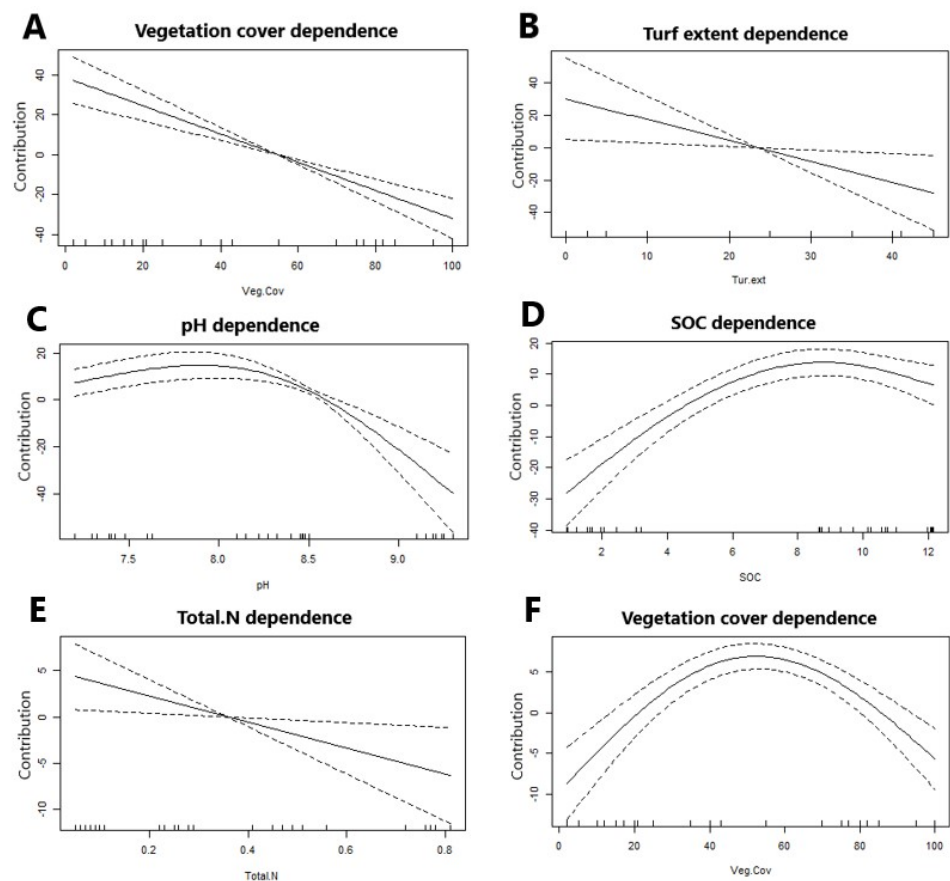 A
Vegetation cover dependence
Contribution
40
20
0
-20
-40
0
20
40
60
80
100
Veg.Cov
B
Turf extent dependence
Contribution
40
20
0
-20
-40
0
10
20
30
40
Tur.ext
C
pH dependence
Contribution
20
0
-20
-40
7.5
8.0
8.5
9.0
pH
D
SOC dependence
Contribution
20
10
0
-10
-20
-30
-40
2
4
6
8
10
12
SOC
E
Total.N dependence
Contribution
5
0
-5
-10
0.2
0.4
0.6
0.8
Total.N
F
Vegetation cover dependence
Contribution
5
0
-5
-10
0
20
40
60
80
100
Veg.Cov